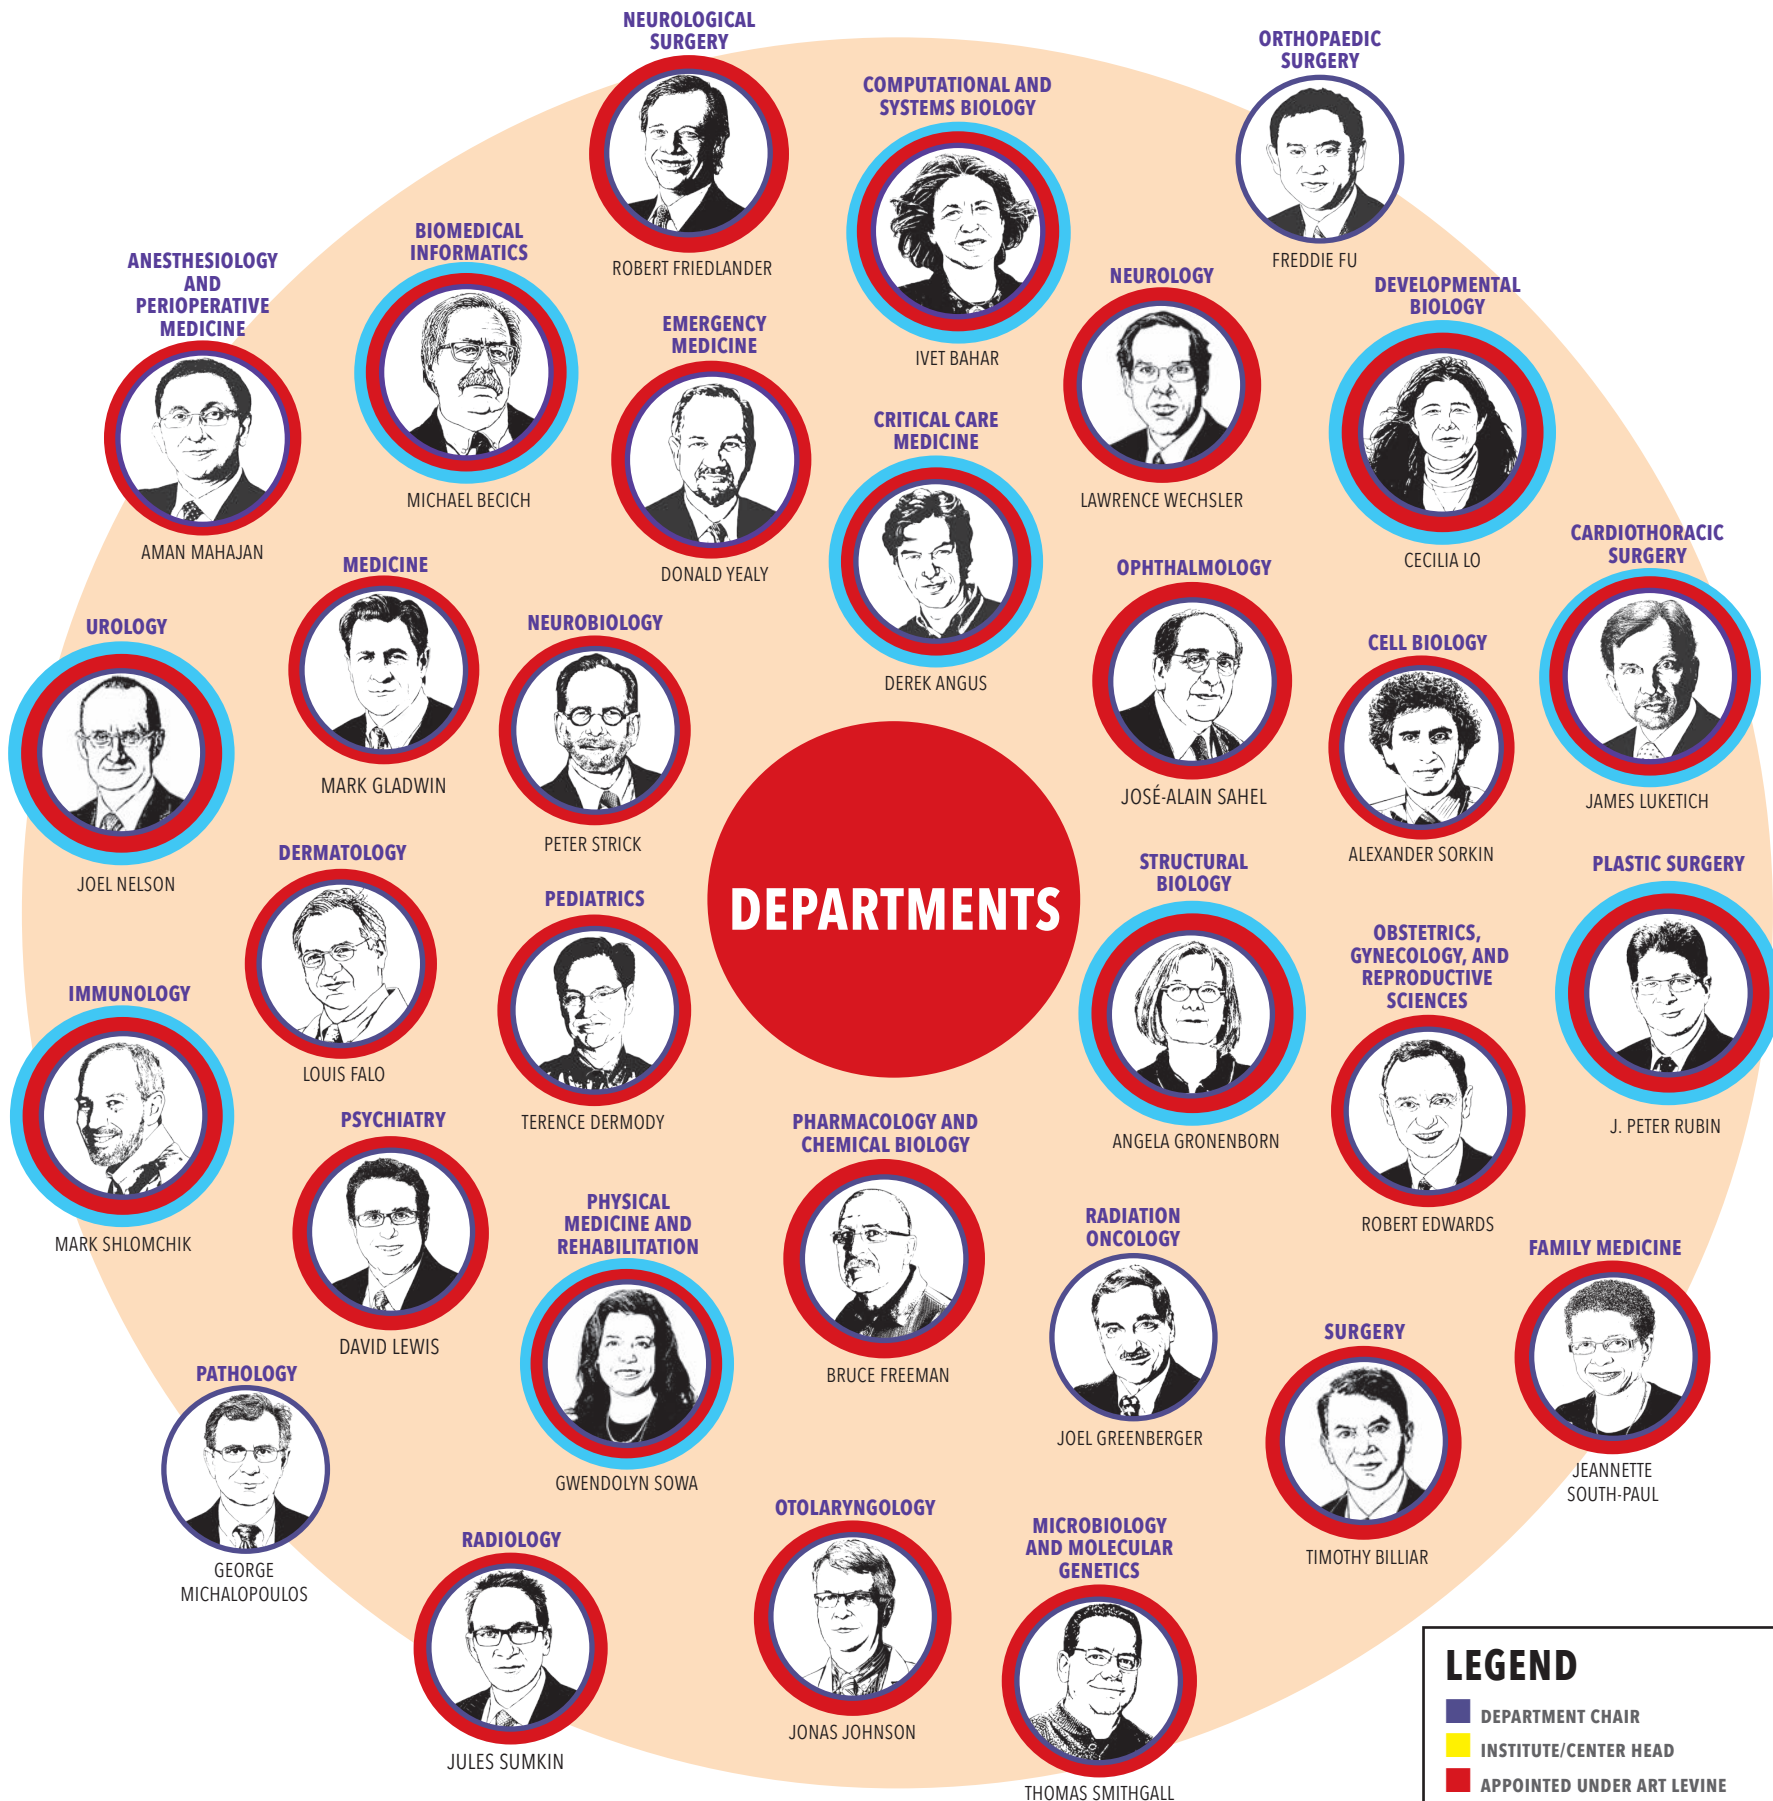 NEUROLOGICAL
SURGERY
ROBERT FRIEDLANDER
COMPUTATIONAL AND
SYSTEMS BIOLOGY
IVET BAHAR
ORTHOPAEDIC
SURGERY
FREDDIE FU
ANESTHESIOLOGY
AND
PERIOPERATIVE
MEDICINE
AMAN MAHAJAN
BIOMEDICAL
INFORMATICS
MICHAEL BECICH
EMERGENCY
MEDICINE
DONALD YEALY
NEUROLOGY
LAWRENCE WECHSLER
DEVELOPMENTAL
BIOLOGY
CECILIA LO
CRITICAL CARE
MEDICINE
DEREK ANGUS
CARDIOTHORACIC
SURGERY
JAMES LUKETICH
MEDICINE
MARK GLADWIN
OPHTHALMOLOGY
JOSÉ-ALAIN SAHEL
UROLOGY
JOEL NELSON
NEUROBIOLOGY
PETER STRICK
CELL BIOLOGY
ALEXANDER SORKIN
DERMATOLOGY
LOUIS FALO
PEDIATRICS
TERENCE DERMODY
DEPARTMENTS
STRUCTURAL
BIOLOGY
ANGELA GRONENBORN
PLASTIC SURGERY
J. PETER RUBIN
OBSTETRICS,
GYNECOLOGY, AND
REPRODUCTIVE
SCIENCES
ROBERT EDWARDS
IMMUNOLOGY
MARK SHLOMCHIK
PSYCHIATRY
DAVID LEWIS
PHARMACOLOGY AND
CHEMICAL BIOLOGY
BRUCE FREEMAN
PHYSICAL
MEDICINE AND
REHABILITATION
GWENDOLYN SOWA
RADIATION
ONCOLOGY
JOEL GREENBERGER
FAMILY MEDICINE
JEANNETTE
SOUTH-PAUL
SURGERY
TIMOTHY BILLIAR
PATHOLOGY
GEORGE
MICHALOPOULOS
RADIOLOGY
JULES SUMKIN
OTOLARYNGOLOGY
JONAS JOHNSON
MICROBIOLOGY
AND MOLECULAR
GENETICS
THOMAS SMITHGALL
LEGEND
DEPARTMENT CHAIR
INSTITUTE/CENTER HEAD
APPOINTED UNDER ART LEVINE